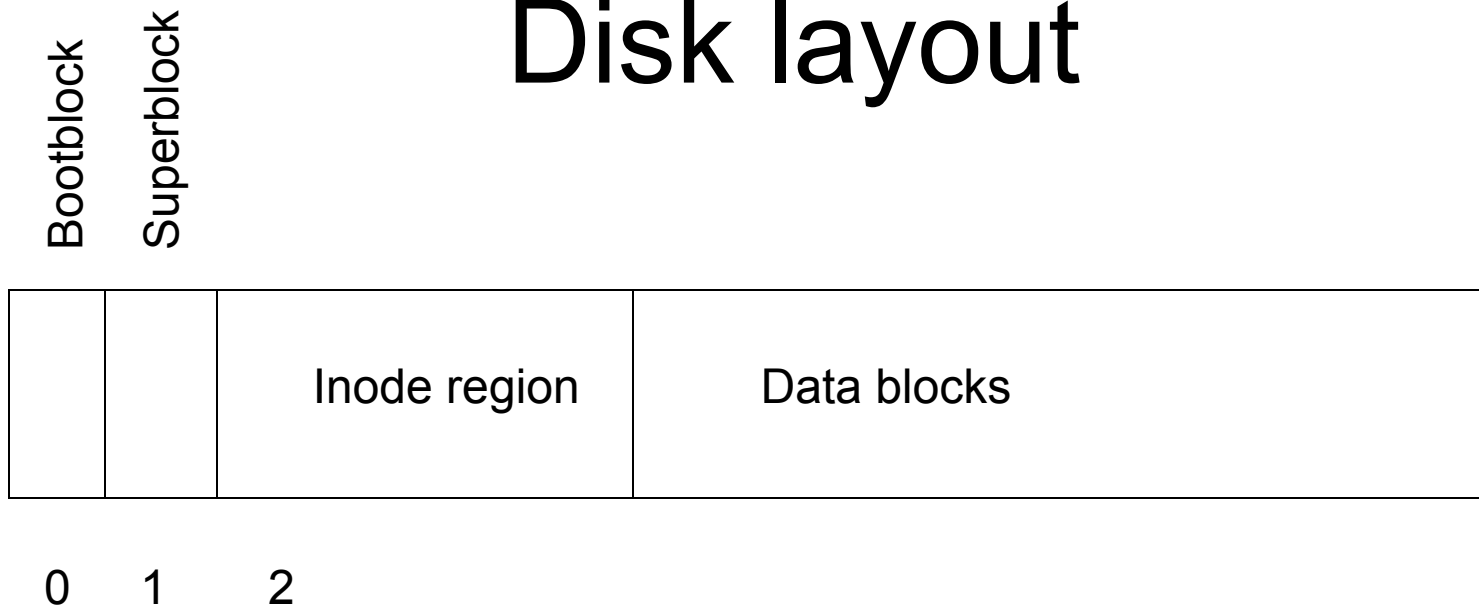 Disk layout
Bootblock
Superblock
Inode region
Data blocks
0 1 2